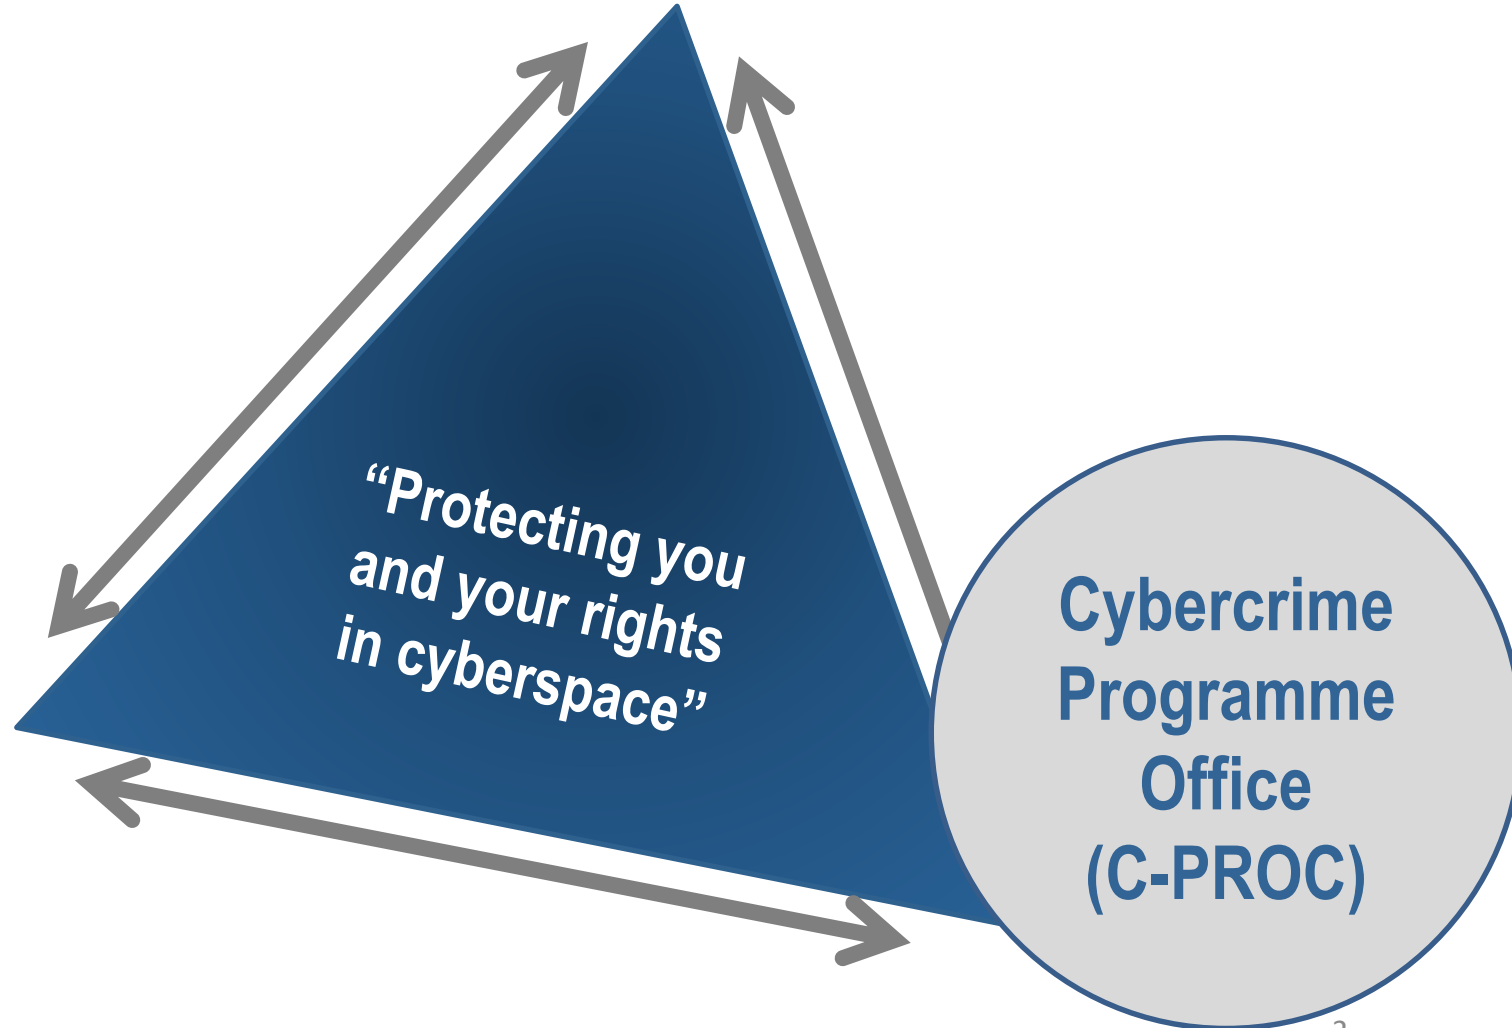 “Protecting you
and your rights
in cyberspace”
Cybercrime
Programme
Office
(C-PROC)